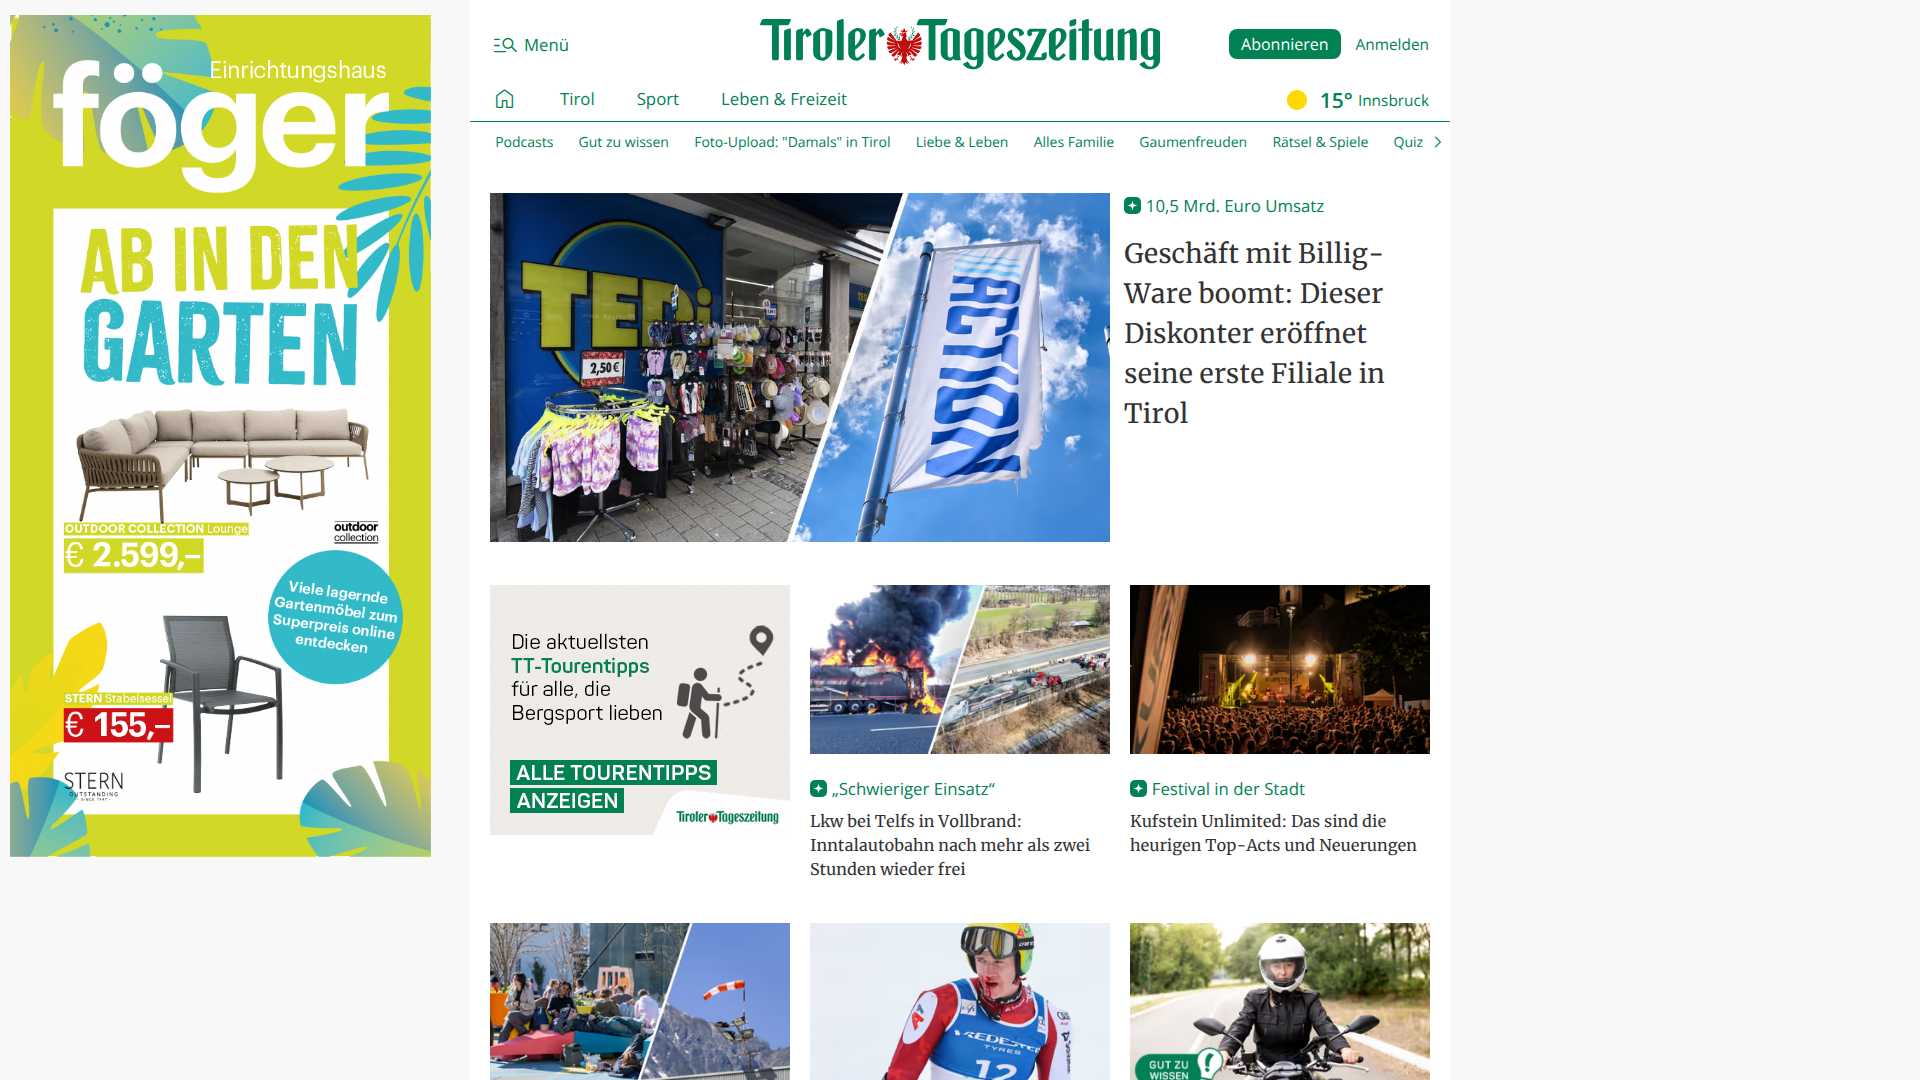 Einrichtungshaus
föger
AB IN DEN
GARTEN
OUTDOOR COLLECTION Lounge
€ 2.599,–
outdoor
collection
Viele lagernde
Gartenmöbel zum
Superpreis online
entdecken
STERN Stabelsessel
€ 155,–
STERN
OUTSTANDING
Menü
Tiroler Tageszeitung
Abonnieren
Anmelden
Tirol
Sport
Leben & Freizeit
15° Innsbruck
Podcasts
Gut zu wissen
Foto-Upload: "Damals" in Tirol
Liebe & Leben
Alles Familie
Gaumenfreuden
Rätsel & Spiele
Quiz
TEDi
2,50 €
ACTION
10,5 Mrd. Euro Umsatz
Geschäft mit Billig-
Ware boomt: Dieser
Diskonter eröffnet
seine erste Filiale in
Tirol
Die aktuellsten
TT-Tourentipps
für alle, die
Bergsport lieben
ALLE TOURENTIPPS
ANZEIGEN
Tiroler Tageszeitung
„Schwieriger Einsatz“
Lkw bei Telfs in Vollbrand:
Inntalautobahn nach mehr als zwei
Stunden wieder frei
Festival in der Stadt
Kufstein Unlimited: Das sind die
heurigen Top-Acts und Neuerungen
REDESTER
TYRES
12
GUT ZU
WISSEN